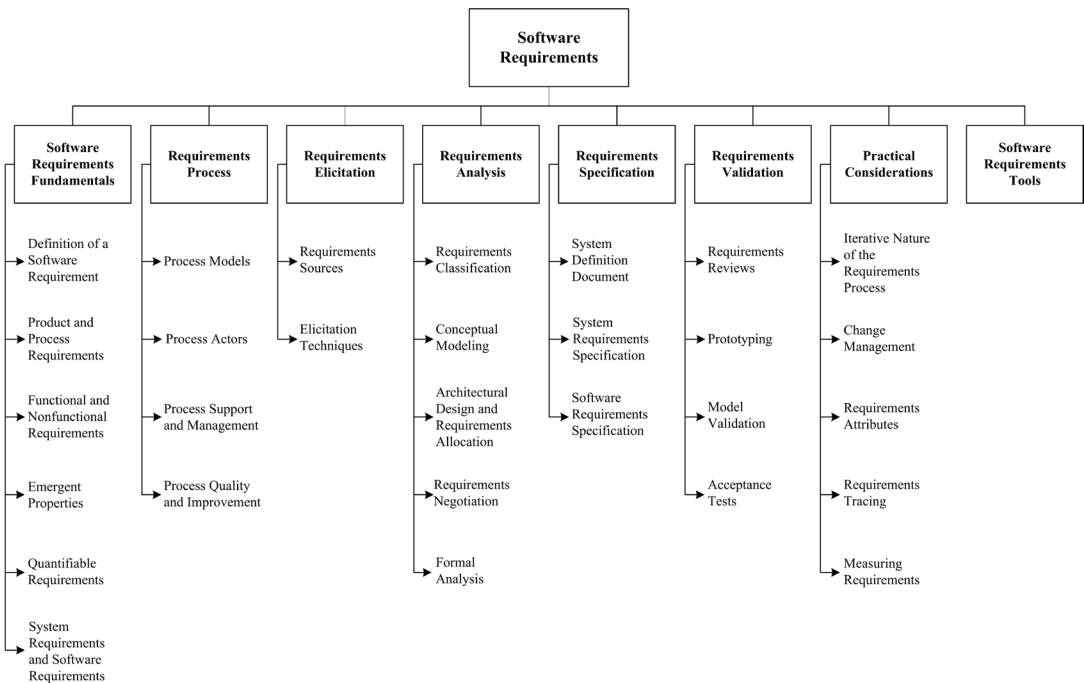 Software
Requirements
Software
Requirements
Fundamentals
Requirements
Process
Requirements
Elicitation
Requirements
Analysis
Requirements
Specification
Requirements
Validation
Practical
Considerations
Software
Requirements
Tools
Definition of a
Software
Requirement
Product and
Process
Requirements
Functional and
Nonfunctional
Requirements
Emergent
Properties
Quantifiable
Requirements
System
Requirements
and Software
Requirements
Process Models
Process Actors
Process Support
and Management
Process Quality
and Improvement
Requirements
Sources
Elicitation
Techniques
Requirements
Classification
Conceptual
Modeling
Architectural
Design and
Requirements
Allocation
Requirements
Negotiation
Formal
Analysis
System
Definition
Document
System
Requirements
Specification
Software
Requirements
Specification
Requirements
Reviews
Prototyping
Model
Validation
Acceptance
Tests
Iterative Nature
of the
Requirements
Process
Change
Management
Requirements
Attributes
Requirements
Tracing
Measuring
Requirements